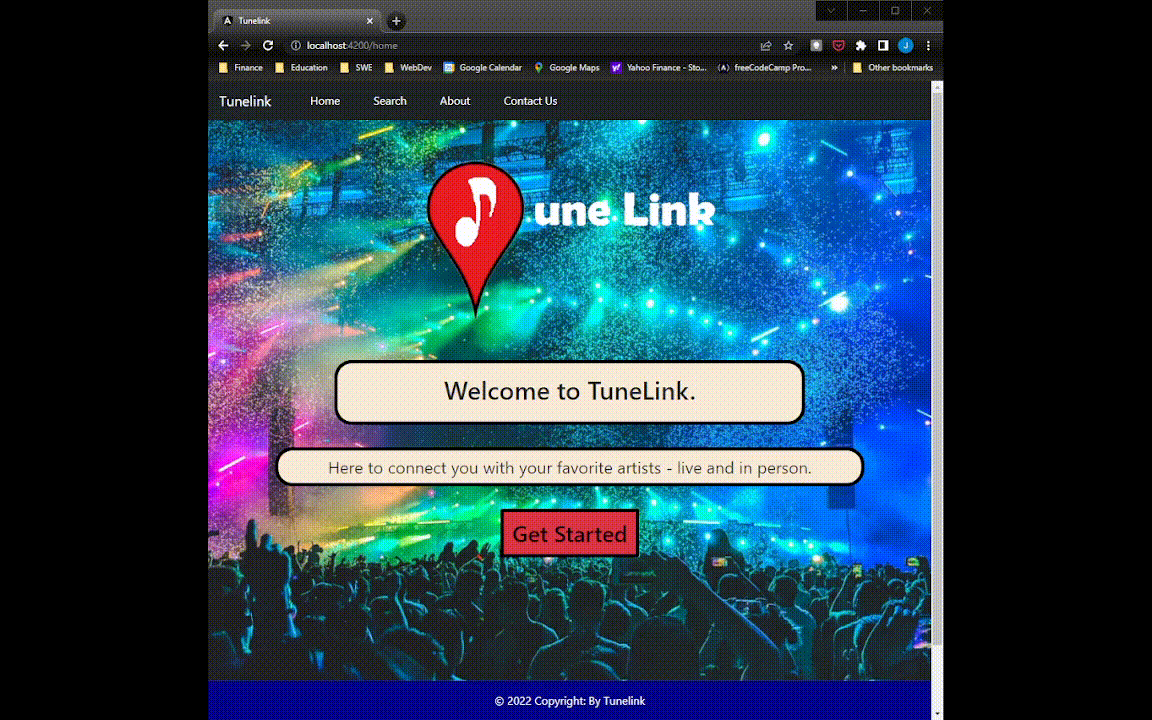 Tunelink
localhost:4200/home
J
Finance Education SWE WebDev Google Calendar Google Maps Yahoo Finance - Sto... freeCodeCamp Pro... » Other bookmarks
Tunelink Home Search About Contact Us
une Link
Welcome to TuneLink.
Here to connect you with your favorite artists - live and in person.
Get Started
© 2022 Copyright: By Tunelink